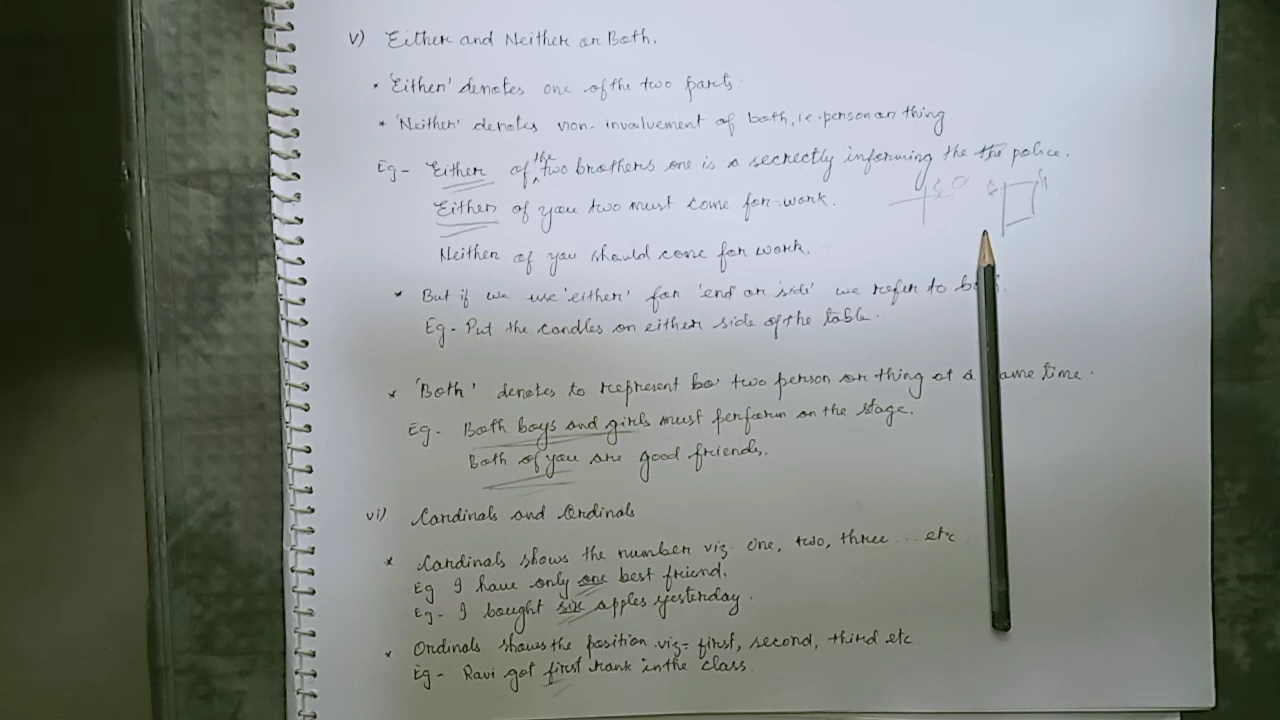 v) Either and Neither or Both.
* 'Either' denotes one of the two parts
* 'Neither' denotes non-involvement of both, i.e. person or thing
Eg - Either of the two brothers one is a secrectly informing the the police.
Either of you two must come for work.
Neither of you should come for work.
* But if we use 'either' for 'end' or 'side' we refer to
Eg - Put the candles on either side of the table.
* 'Both' denotes to represent bo two person or thing at a same time.
Eg - Both boys and girls must perform on the stage.
Both of you are good friends.
vi) Cardinals and Ordinals
* Cardinals shows the number viz. One, two, three ... etc
Eg I have only one best friend.
Eg - I bought six apples yesterday.
* Ordinals shows the position viz = first, second, third etc
Eg - Ravi got first rank in the class.